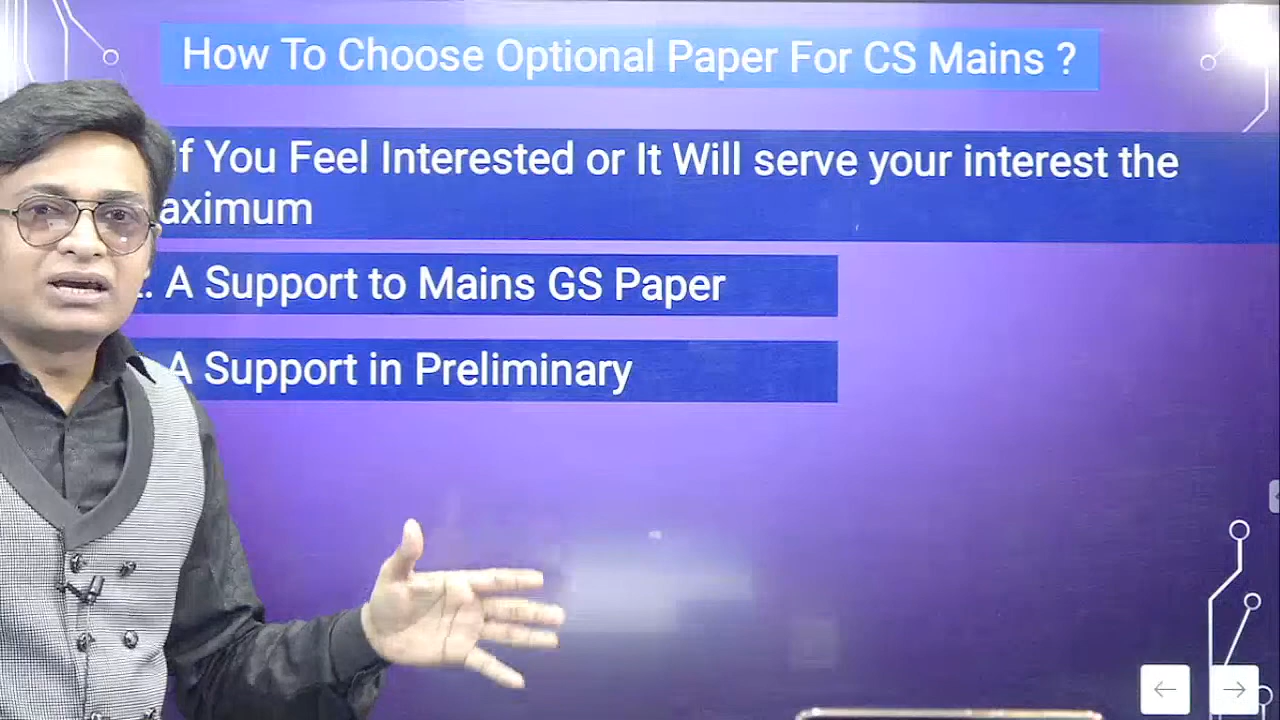 How To Choose Optional Paper For CS Mains ?
If You Feel Interested or It Will serve your interest the
aximum
. A Support to Mains GS Paper
A Support in Preliminary